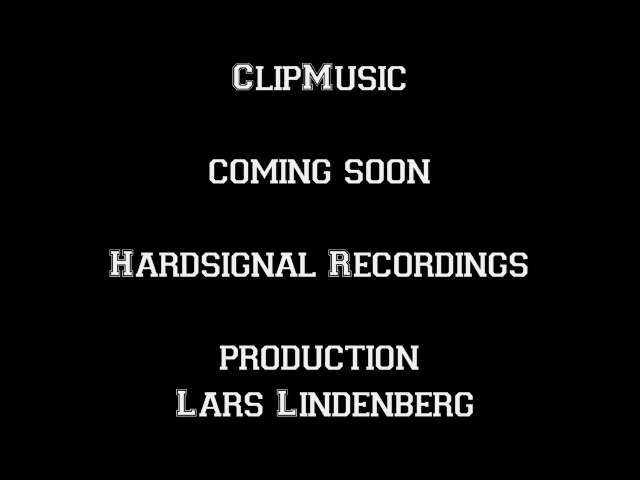 ClipMusic
coming soon
Hardsignal Recordings
production
Lars Lindenberg